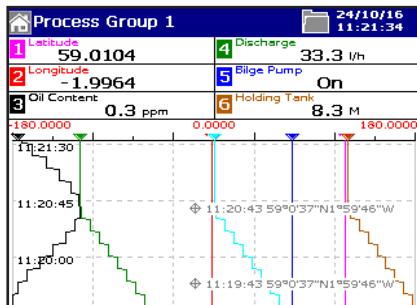 Process Group 1
24/10/16
11:21:34
1 Latitude
59.0104
4 Discharge
33.3 l/h
2 Longitude
-1.9964
5 Bilge Pump
On
3 Oil Content
0.3 ppm
6 Holding Tank
8.3 M
-180.0000 0.0000 180.0000
11:21:30
11:20:45
11:20:43 59°0'37"N1°59'46"W
11:20:00
11:19:43 59°0'37"N1°59'46"W